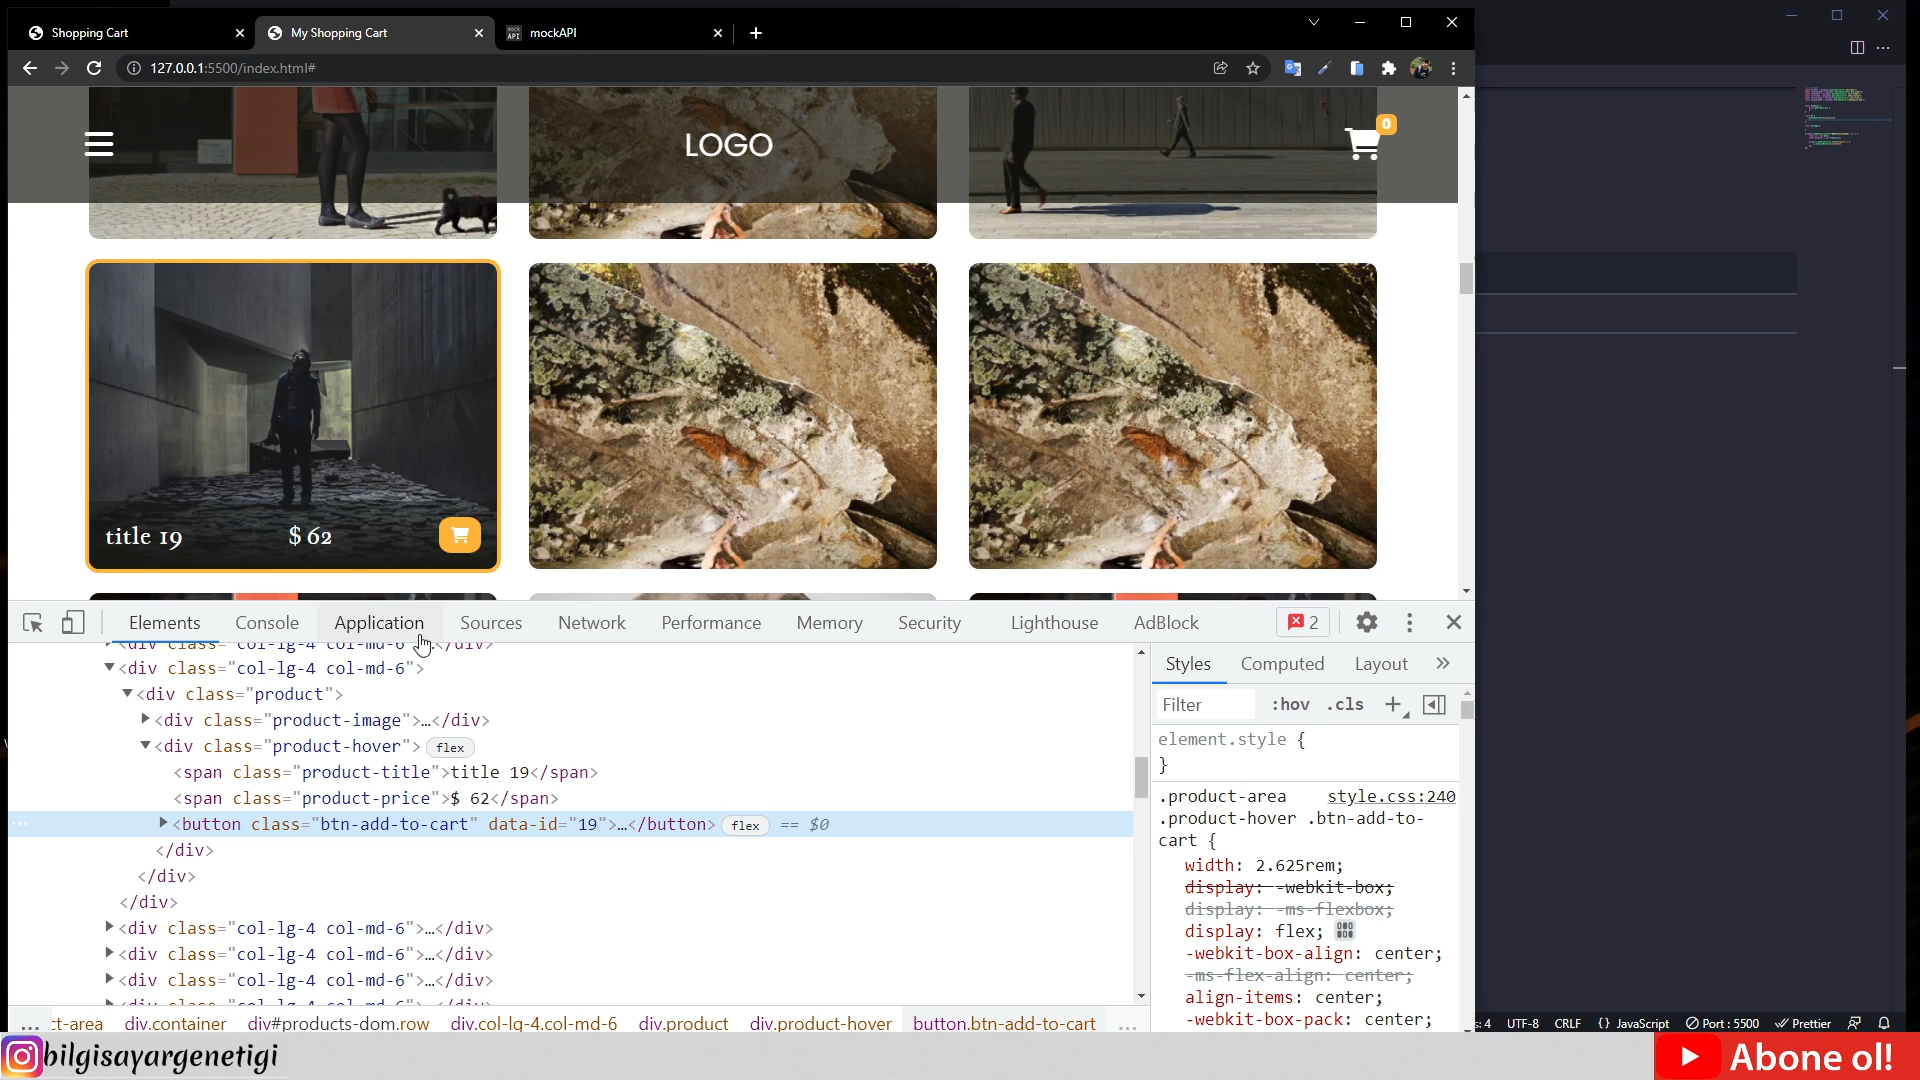 Shopping Cart
My Shopping Cart
mock API
mockAPI
127.0.0.1:5500/index.html#
LOGO
0
title 19
$ 62
Elements
Console
Application
Sources
Network
Performance
Memory
Security
Lighthouse
AdBlock
2
<div class="col-lg-4 col-md-6">
<div class="product">
<div class="product-image">…</div>
<div class="product-hover">
flex
<span class="product-title">title 19</span>
<span class="product-price">$ 62</span>
<button class="btn-add-to-cart" data-id="19">…</button>
flex
== $0
</div>
</div>
</div>
<div class="col-lg-4 col-md-6">…</div>
<div class="col-lg-4 col-md-6">…</div>
<div class="col-lg-4 col-md-6">…</div>
...
ct-area
div.container
div#products-dom.row
div.col-lg-4.col-md-6
div.product
div.product-hover
button.btn-add-to-cart
...
Styles
Computed
Layout
Filter
:hov
.cls
element.style {
}
.product-area style.css:240
.product-hover .btn-add-to-
cart {
width: 2.625rem;
display: -webkit-box;
display: -ms-flexbox;
display: flex;
-webkit-box-align: center;
-ms-flex-align: center;
align-items: center;
-webkit-box-pack: center;
s: 4
UTF-8
CRLF
{} JavaScript
Port : 5500
Prettier
bilgisayargenetigi
Abone ol!